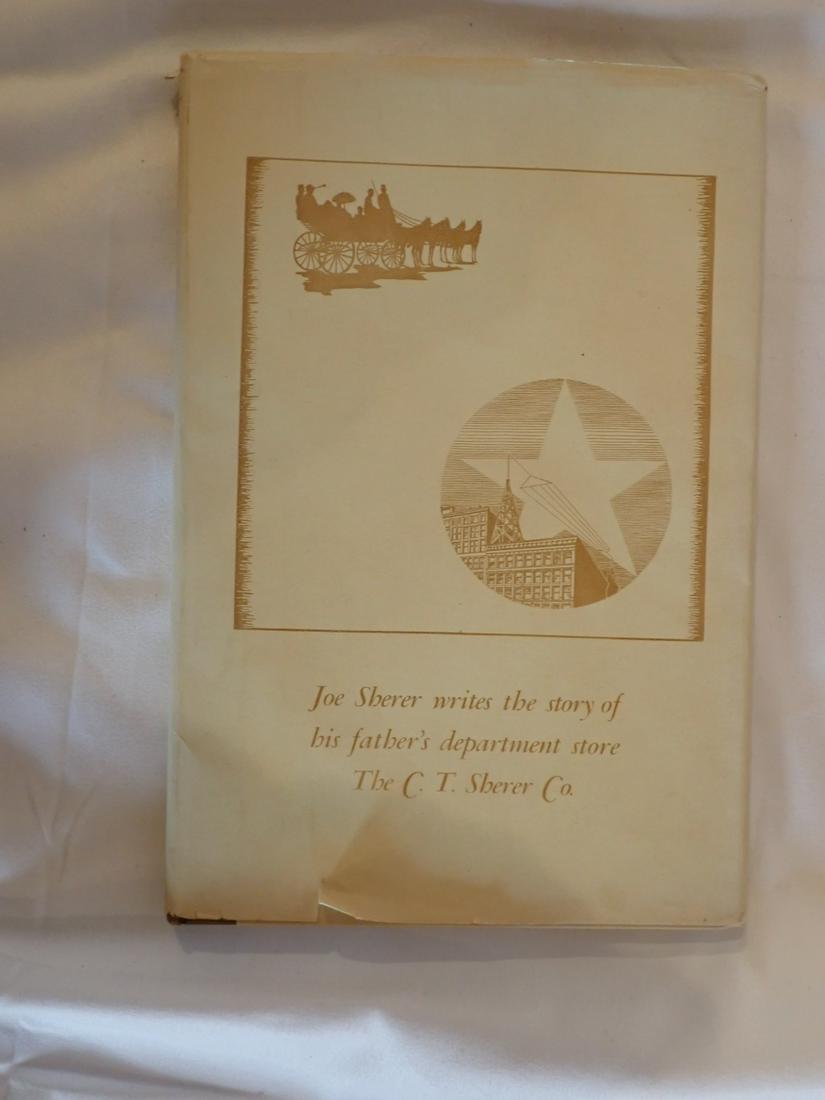 Joe Sherer writes the story of
his father's department store
The C. T. Sherer Co.